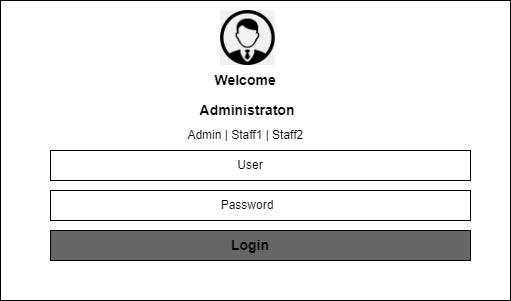 Welcome
Administraton
Admin | Staff1 | Staff2
User
Password
Login